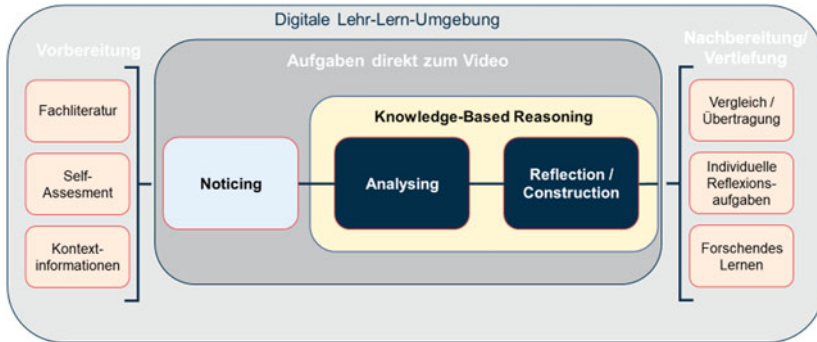 Digitale Lehr-Lern-Umgebung
Vorbereitung
Fachliteratur
Self-
Assesment
Kontext-
informationen
Aufgaben direkt zum Video
Noticing
Knowledge-Based Reasoning
Analysing
Reflection /
Construction
Nachbereitung/
Vertiefung
Vergleich /
Übertragung
Individuelle
Reflexions-
aufgaben
Forschendes
Lernen